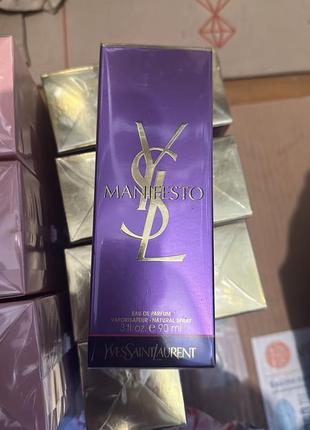 YSL
MANIFESTO
EAU DE PARFUM
VAPORISATEUR - NATURAL SPRAY
3 fl.oz. e 90 ml
YVESSAINTLAURENT